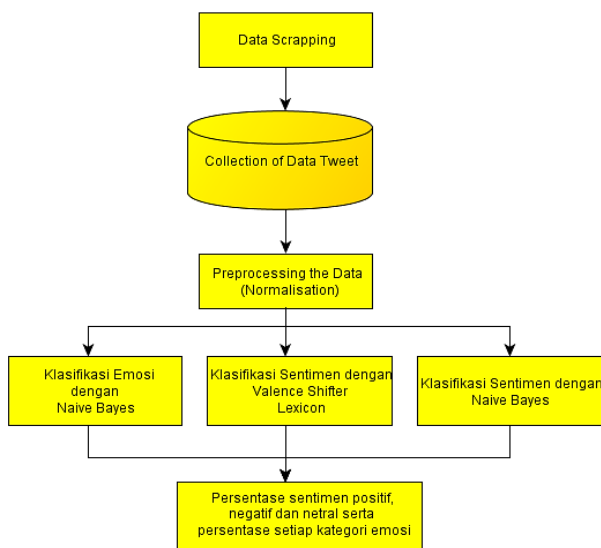 Data Scrapping
Collection of Data Tweet
Preprocessing the Data
(Normalisation)
Klasifikasi Emosi
dengan
Naive Bayes
Klasifikasi Sentimen dengan
Valence Shifter
Lexicon
Klasifikasi Sentimen dengan
Naive Bayes
Persentase sentimen positif,
negatif dan netral serta
persentase setiap kategori emosi